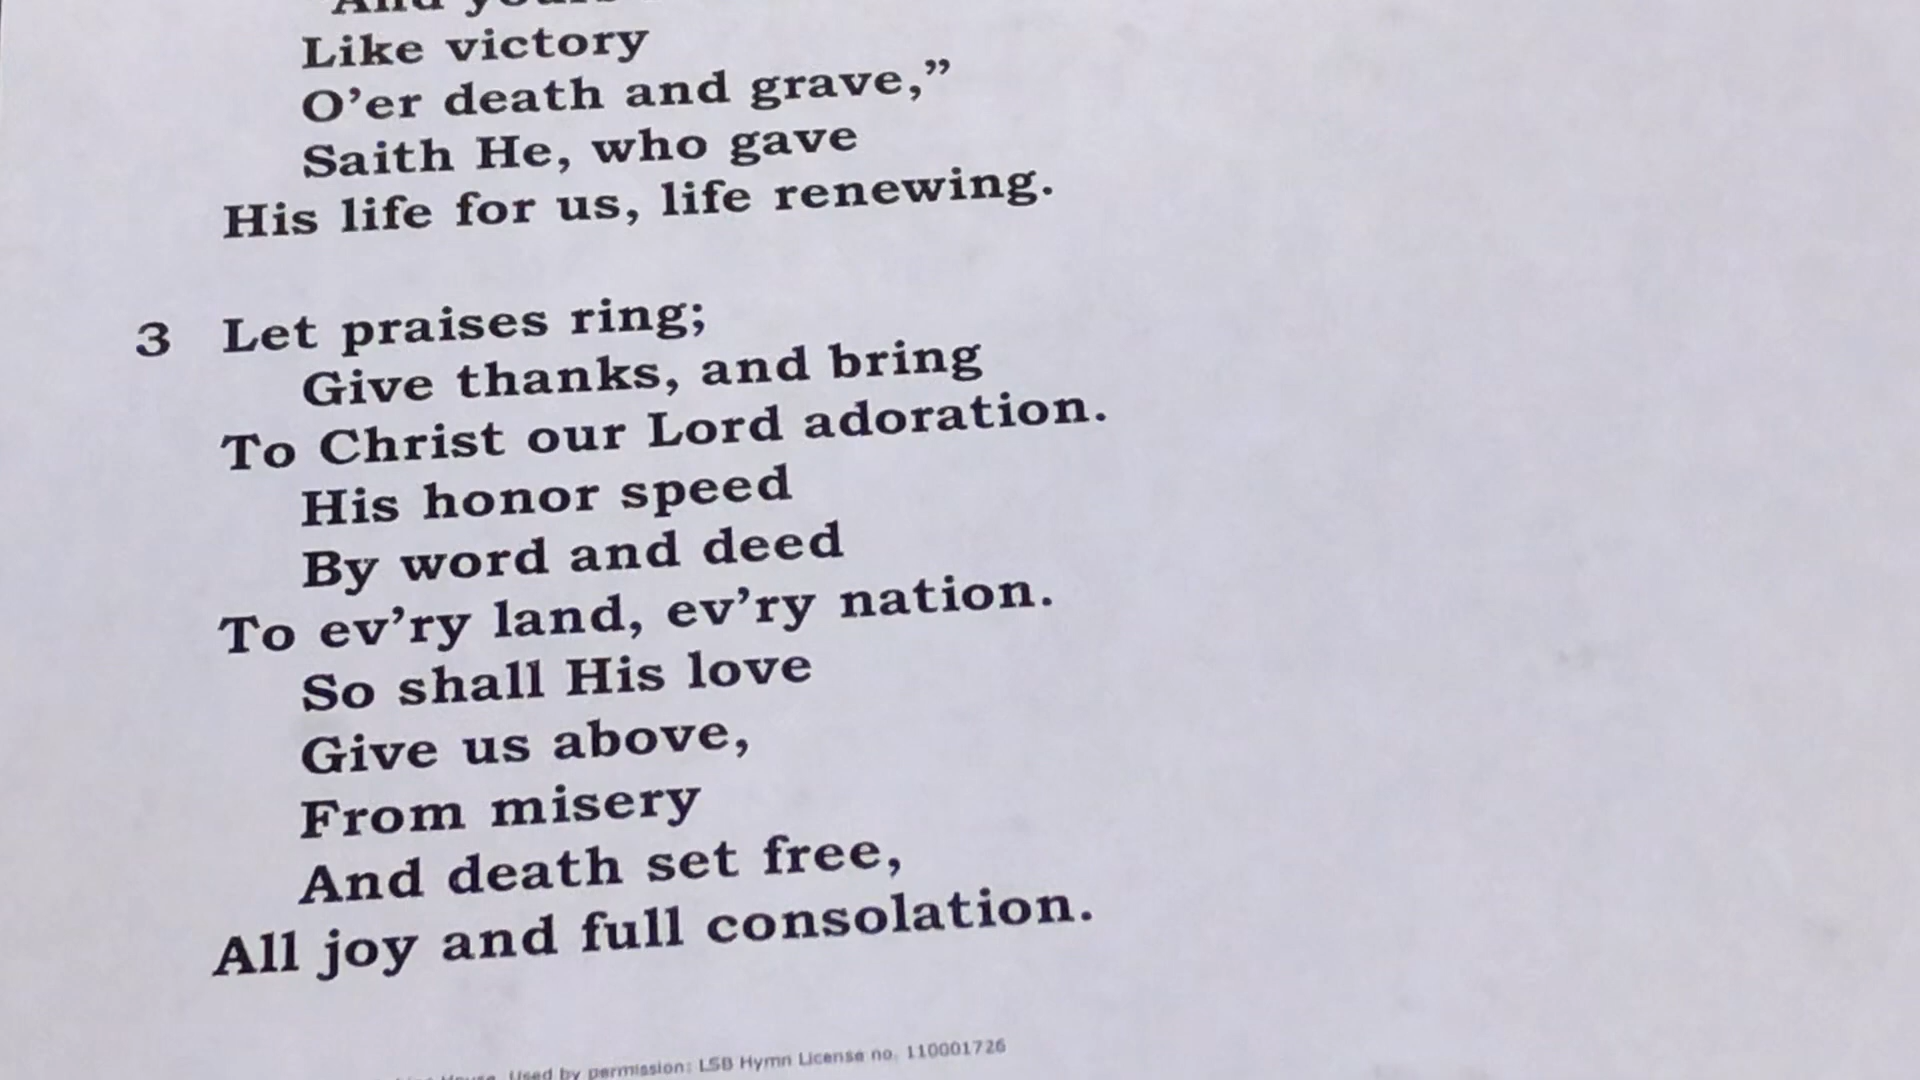 And yours
Like victory
O’er death and grave,”
Saith He, who gave
His life for us, life renewing.
3 Let praises ring;
Give thanks, and bring
To Christ our Lord adoration.
His honor speed
By word and deed
To ev’ry land, ev’ry nation.
So shall His love
Give us above,
From misery
And death set free,
All joy and full consolation.
House. Used by permission: LSB Hymn License no. 110001726